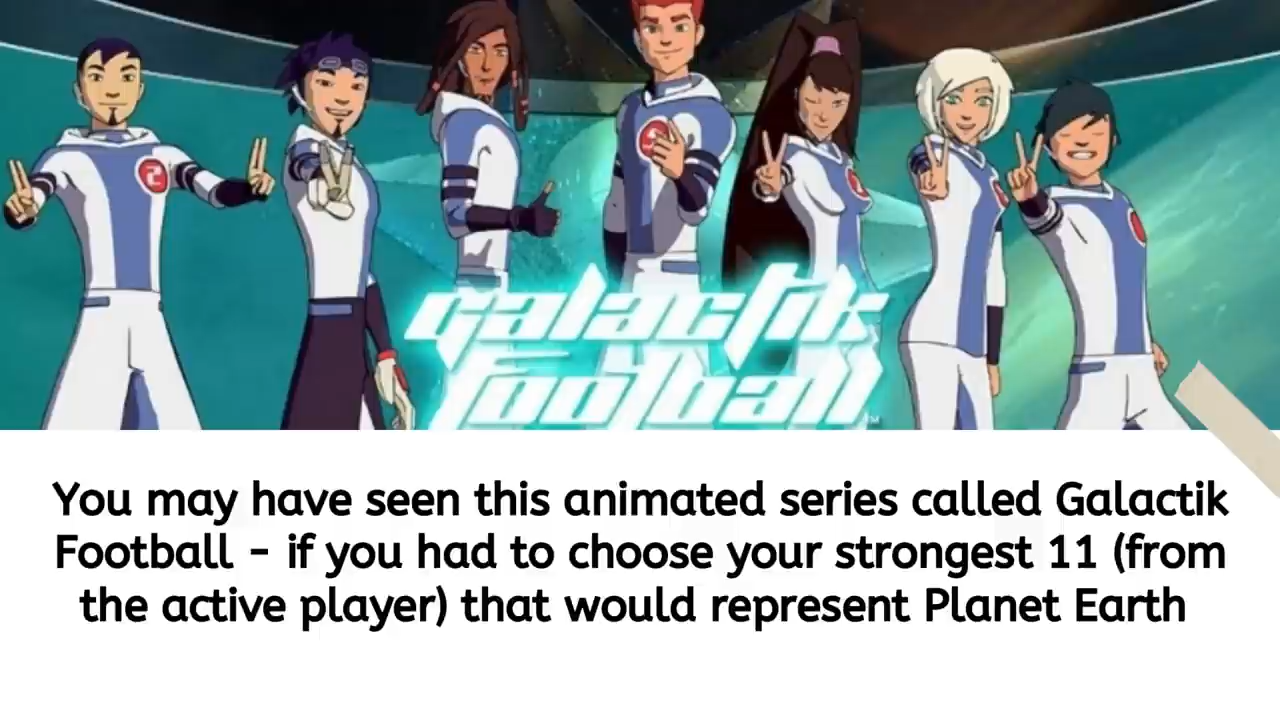 galactik
football
TM
You may have seen this animated series called Galactik
Football - if you had to choose your strongest 11 (from
the active player) that would represent Planet Earth